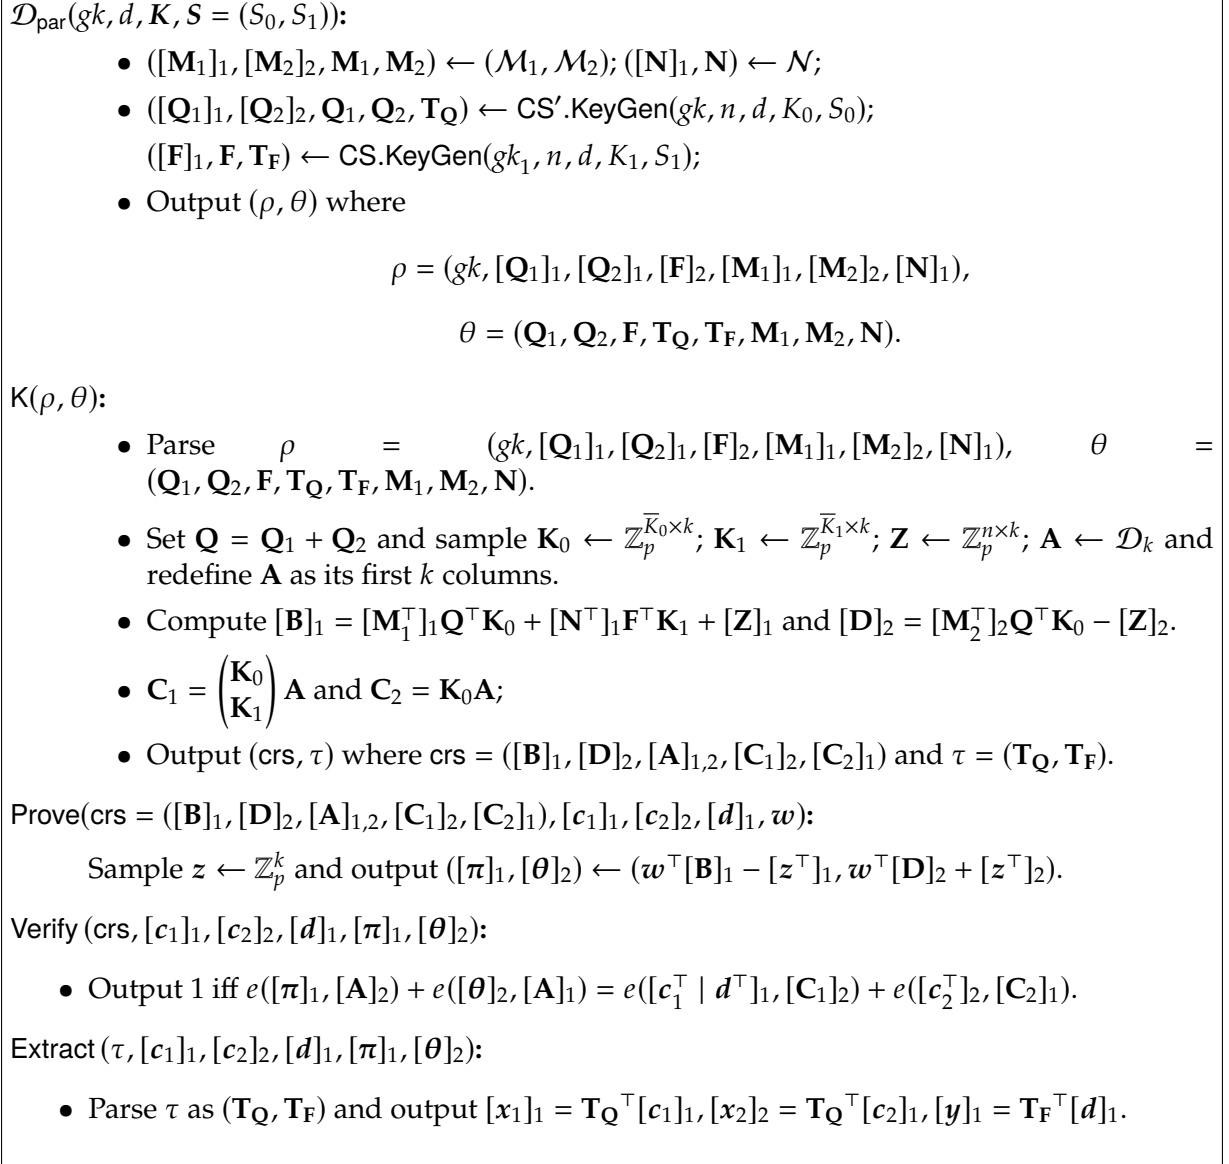 𝒟_par(gk, d, K, S = (S_0, S_1)):
• ([M_1]_1, [M_2]_2, M_1, M_2) ← (ℳ_1, ℳ_2); ([N]_1, N) ← 𝒩;
• ([Q_1]_1, [Q_2]_2, Q_1, Q_2, T_Q) ← CS′.KeyGen(gk, n, d, K_0, S_0);
([F]_1, F, T_F) ← CS.KeyGen(gk_1, n, d, K_1, S_1);
• Output (ρ, θ) where
ρ = (gk, [Q_1]_1, [Q_2]_1, [F]_2, [M_1]_1, [M_2]_2, [N]_1),
θ = (Q_1, Q_2, F, T_Q, T_F, M_1, M_2, N).
K(ρ, θ):
• Parse ρ = (gk, [Q_1]_1, [Q_2]_1, [F]_2, [M_1]_1, [M_2]_2, [N]_1), θ =
(Q_1, Q_2, F, T_Q, T_F, M_1, M_2, N).
• Set Q = Q_1 + Q_2 and sample K_0 ← ℤ_p^{K̅_0×k}; K_1 ← ℤ_p^{K̅_1×k}; Z ← ℤ_p^{n×k}; A ← 𝒟_k and
redefine A as its first k columns.
• Compute [B]_1 = [M_1^⊤]_1 Q^⊤ K_0 + [N^⊤]_1 F^⊤ K_1 + [Z]_1 and [D]_2 = [M_2^⊤]_2 Q^⊤ K_0 − [Z]_2.
• C_1 = (K_0 K_1) A and C_2 = K_0 A;
• Output (crs, τ) where crs = ([B]_1, [D]_2, [A]_{1,2}, [C_1]_2, [C_2]_1) and τ = (T_Q, T_F).
Prove(crs = ([B]_1, [D]_2, [A]_{1,2}, [C_1]_2, [C_2]_1), [c_1]_1, [c_2]_2, [d]_1, w):
Sample z ← ℤ_p^k and output ([π]_1, [θ]_2) ← (w^⊤[B]_1 − [z^⊤]_1, w^⊤[D]_2 + [z^⊤]_2).
Verify (crs, [c_1]_1, [c_2]_2, [d]_1, [π]_1, [θ]_2):
• Output 1 iff e([π]_1, [A]_2) + e([θ]_2, [A]_1) = e([c_1^⊤ | d^⊤]_1, [C_1]_2) + e([c_2^⊤]_2, [C_2]_1).
Extract (τ, [c_1]_1, [c_2]_2, [d]_1, [π]_1, [θ]_2):
• Parse τ as (T_Q, T_F) and output [x_1]_1 = T_Q^⊤[c_1]_1, [x_2]_2 = T_Q^⊤[c_2]_1, [y]_1 = T_F^⊤[d]_1.